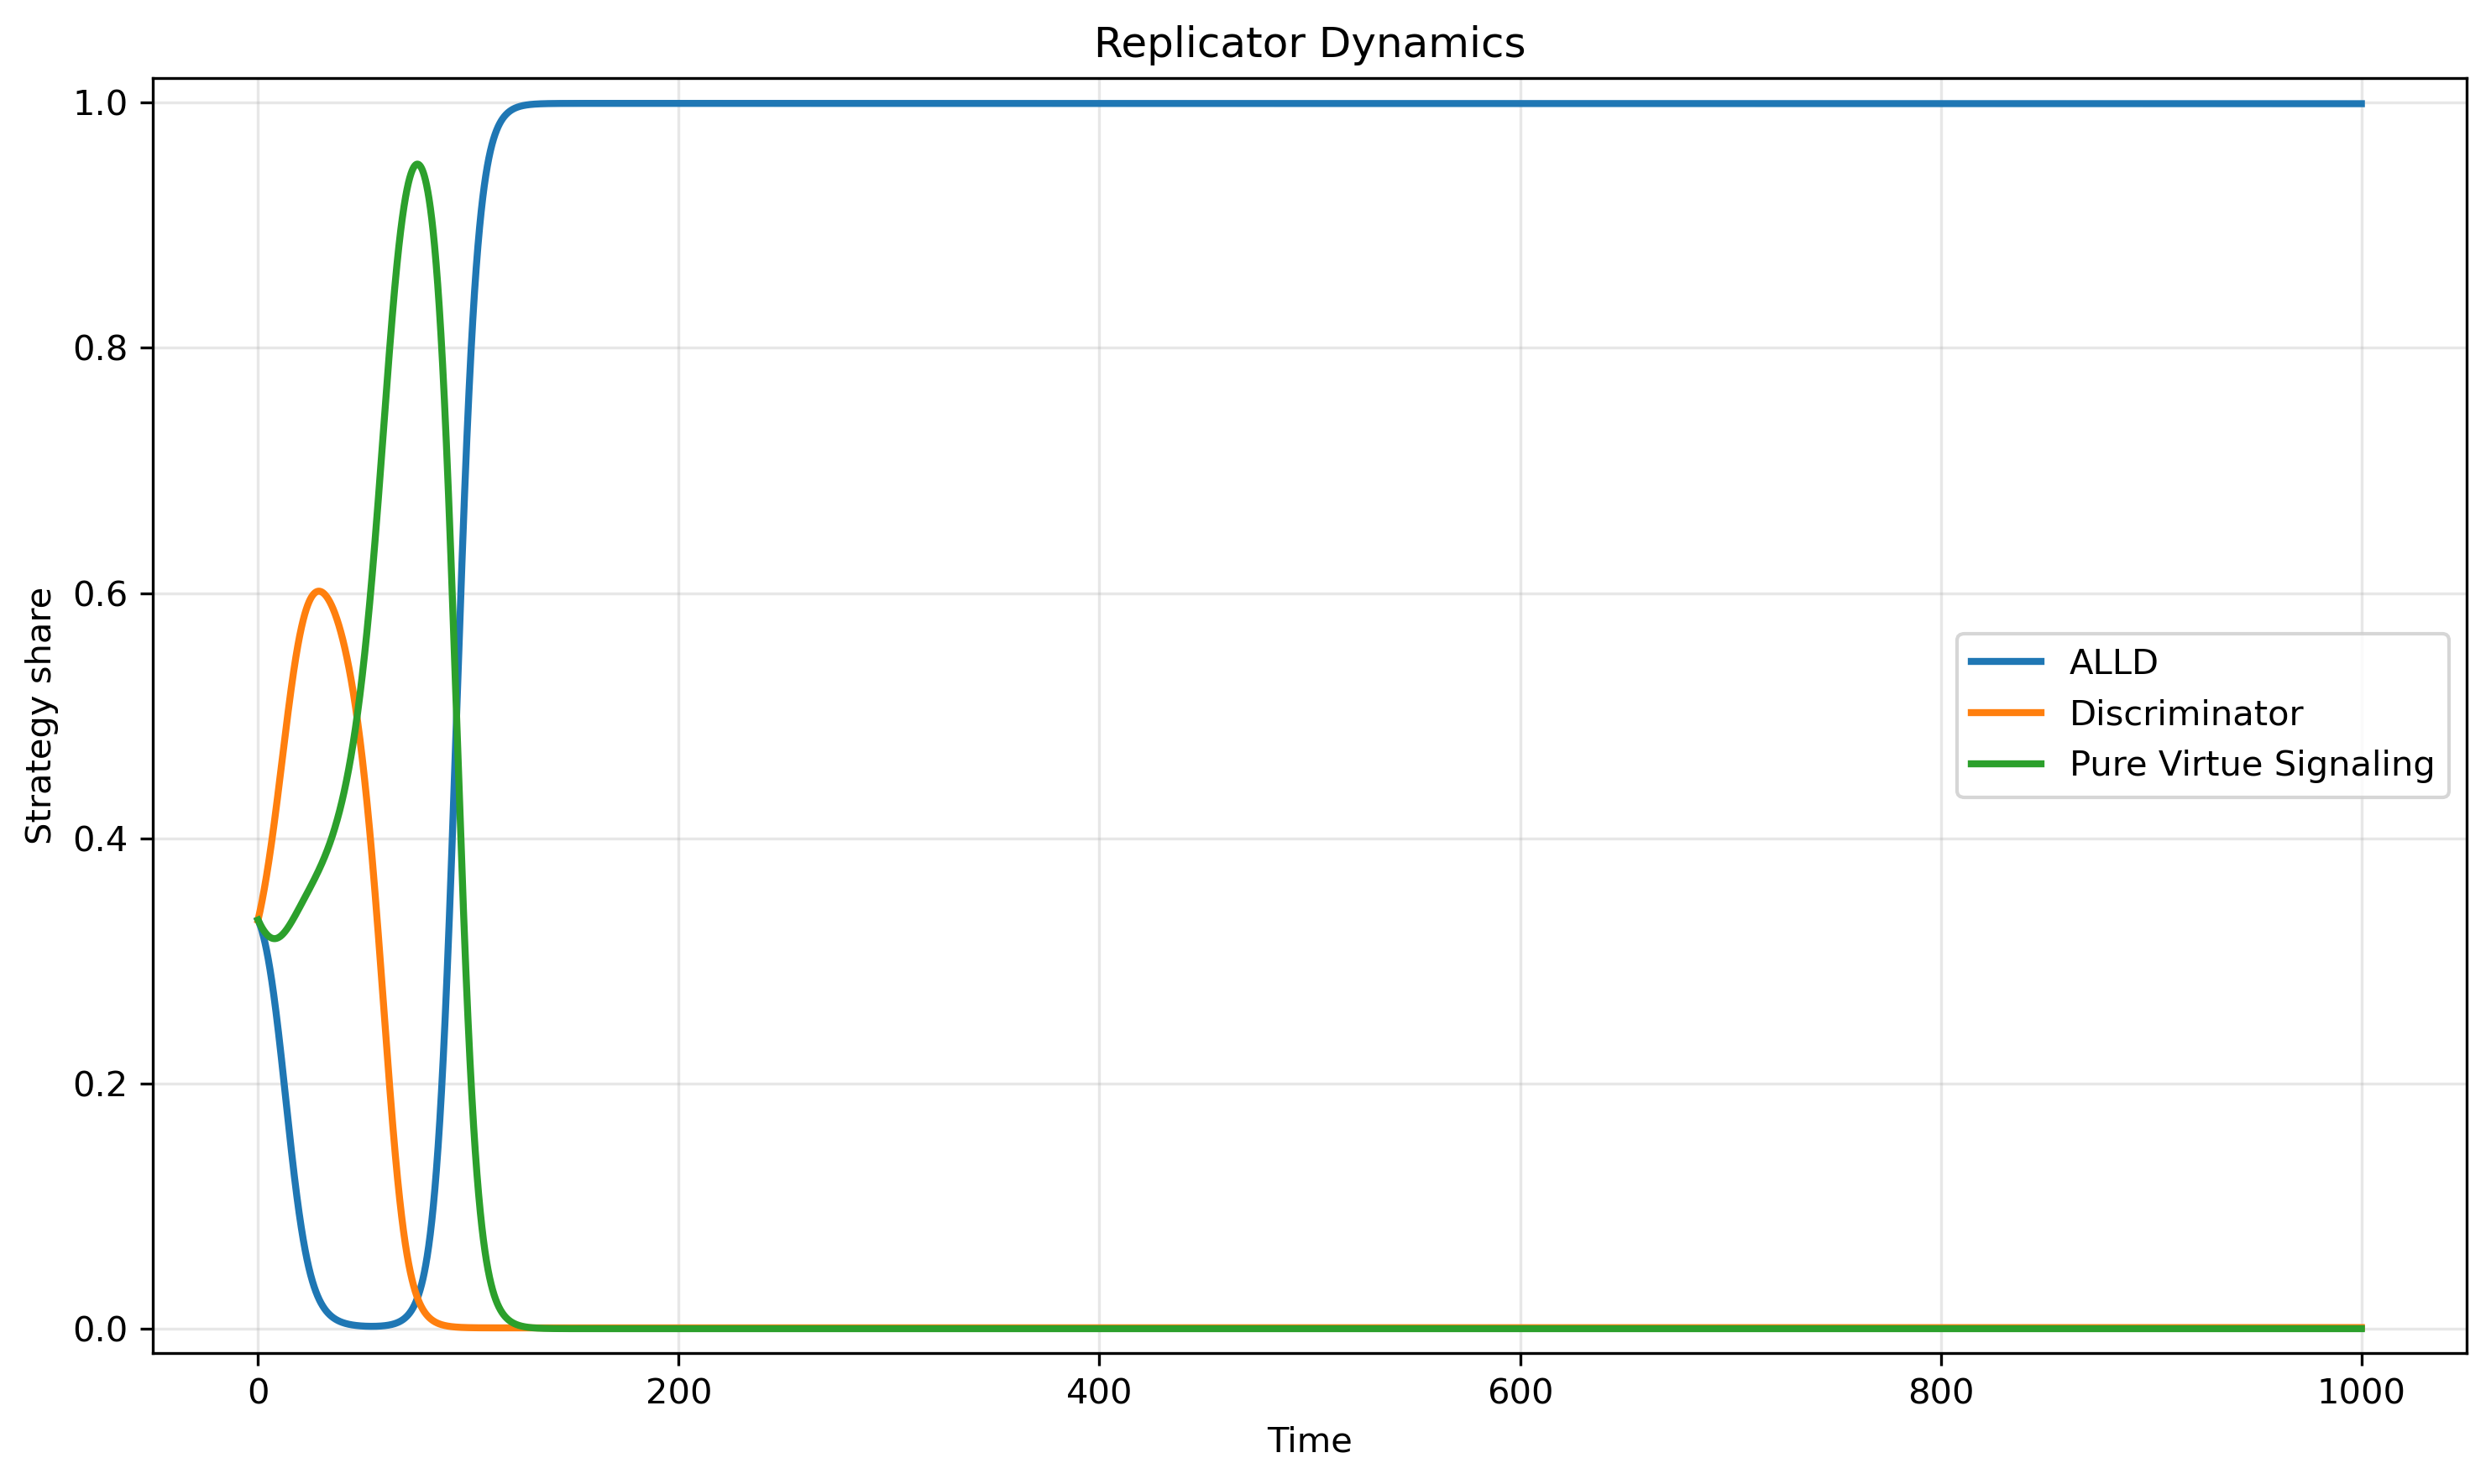 Replicator Dynamics
1.0
0.8
0.6
0.4
0.2
0.0
Strategy share
ALLD
Discriminator
Pure Virtue Signaling
0
200
400
600
800
1000
Time